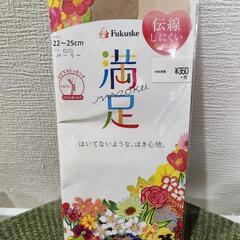 Fukuske
伝線
しにくい
22~25cm
パーリー
満足
manzoku
¥350
はいてないような、はき心地。